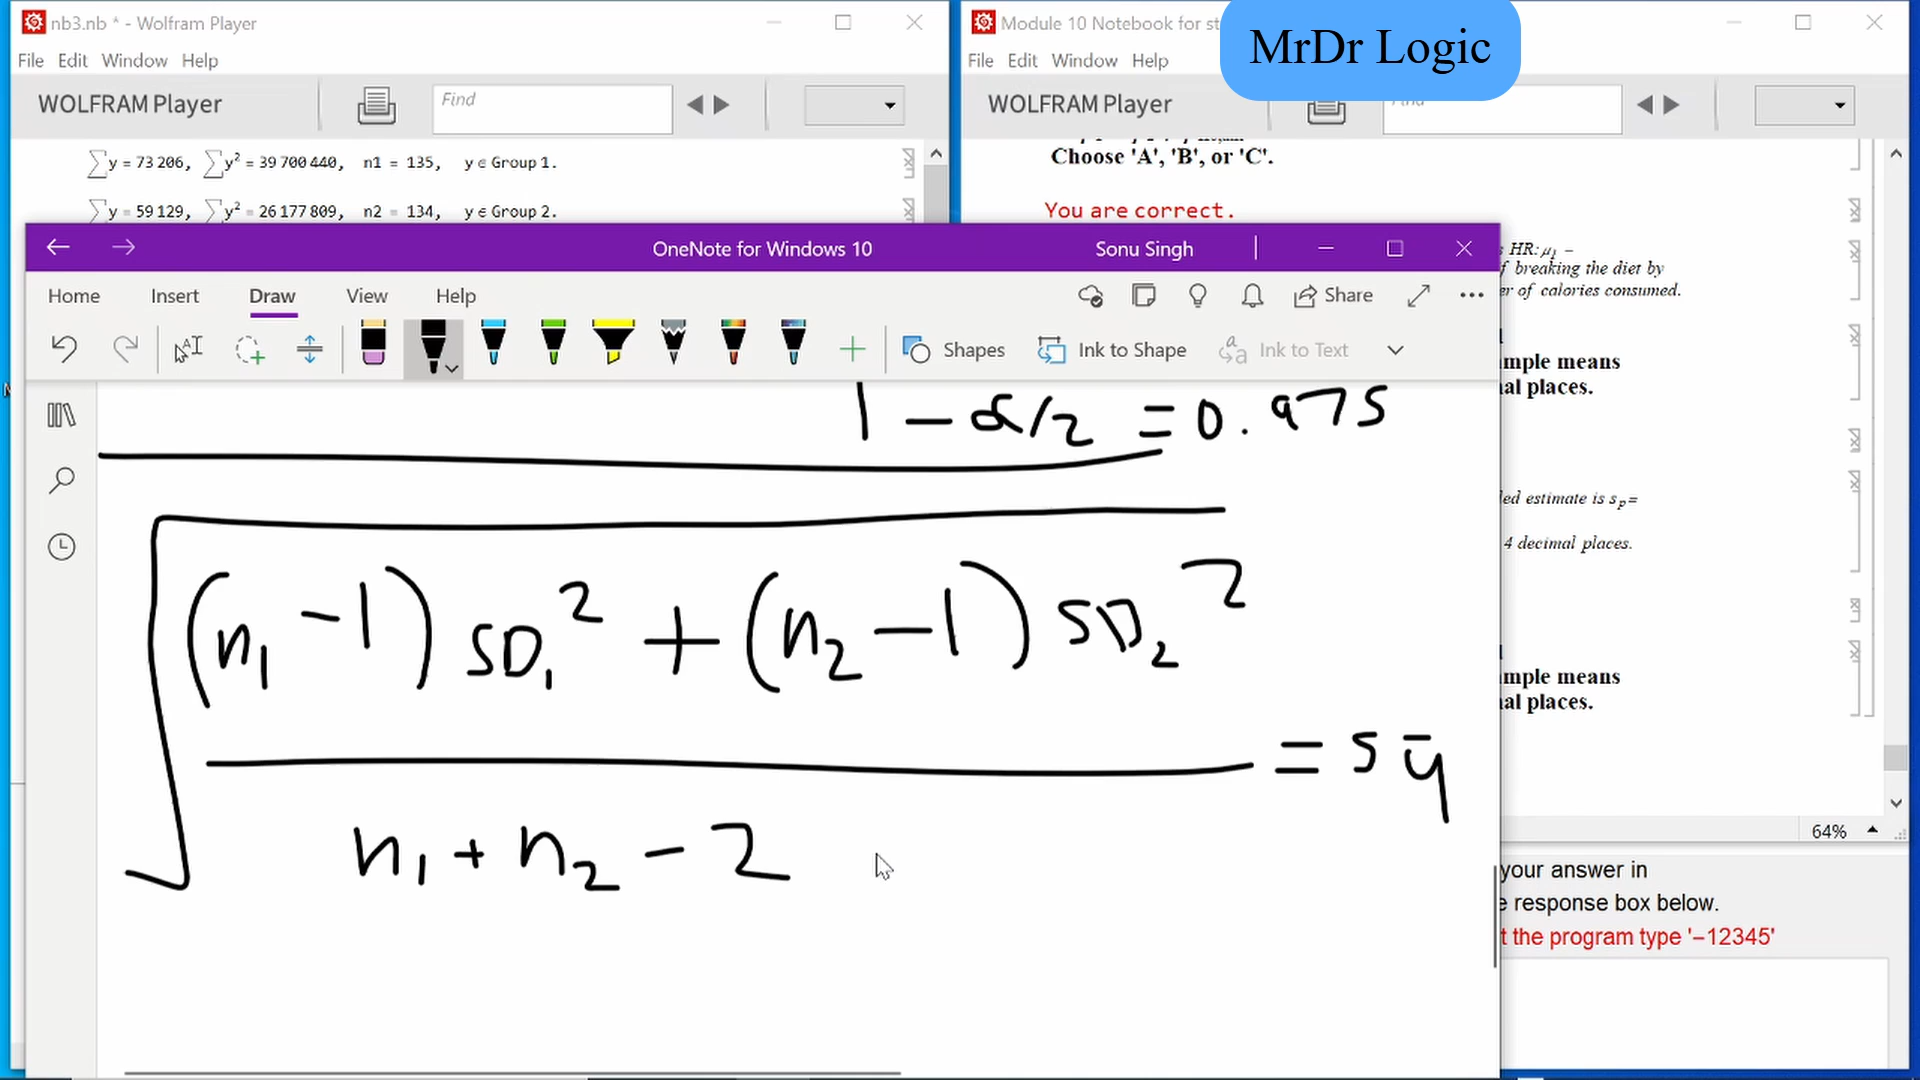 nb3.nb * - Wolfram Player
File Edit Window Help
WOLFRAM Player
Find
∑y = 73 206, ∑y² = 39 700 440, n1 = 135, y ∈ Group 1.
∑y = 59 129, ∑y² = 26 177 809, n2 = 134, y ∈ Group 2.
Module 10 Notebook for st
MrDr Logic
File Edit Window Help
WOLFRAM Player
Choose 'A', 'B', or 'C'.
You are correct.
HR: μ₁ –
f breaking the diet by
er of calories consumed.
mple means
al places.
led estimate is sₚ=
4 decimal places.
mple means
al places.
64%
your answer in
e response box below.
t the program type '−12345'
OneNote for Windows 10
Sonu Singh
Home Insert Draw View Help
Share
Shapes
Ink to Shape
Ink to Text
1 - α/2 = 0.975
√((n₁ - 1) SD₁² + (n₂ - 1) SD₂²
= s ȳ
n₁ + n₂ - 2